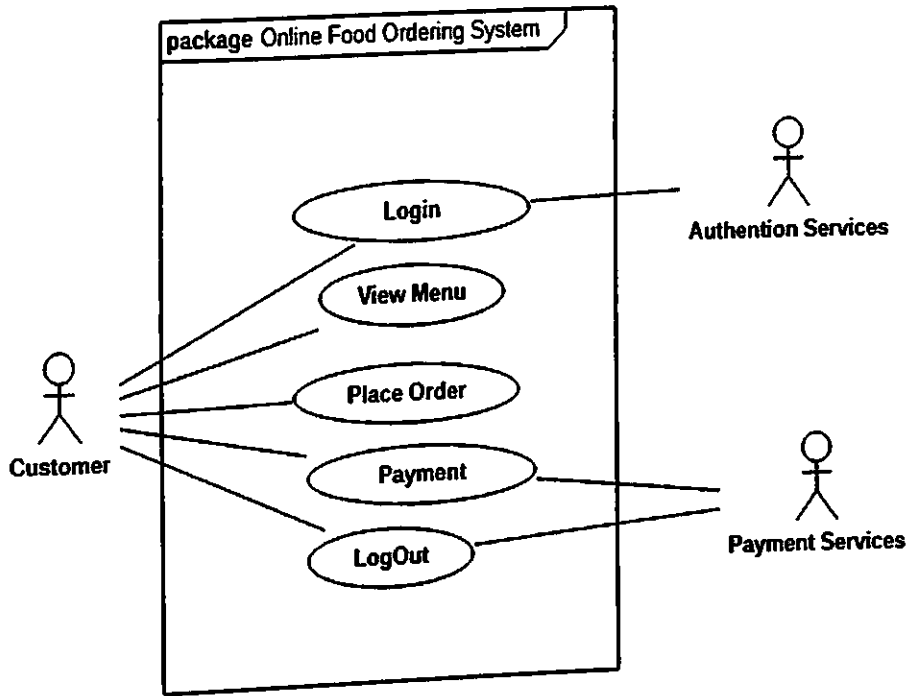 package Online Food Ordering System
Login
Authention Services
View Menu
Place Order
Customer
Payment
Payment Services
LogOut